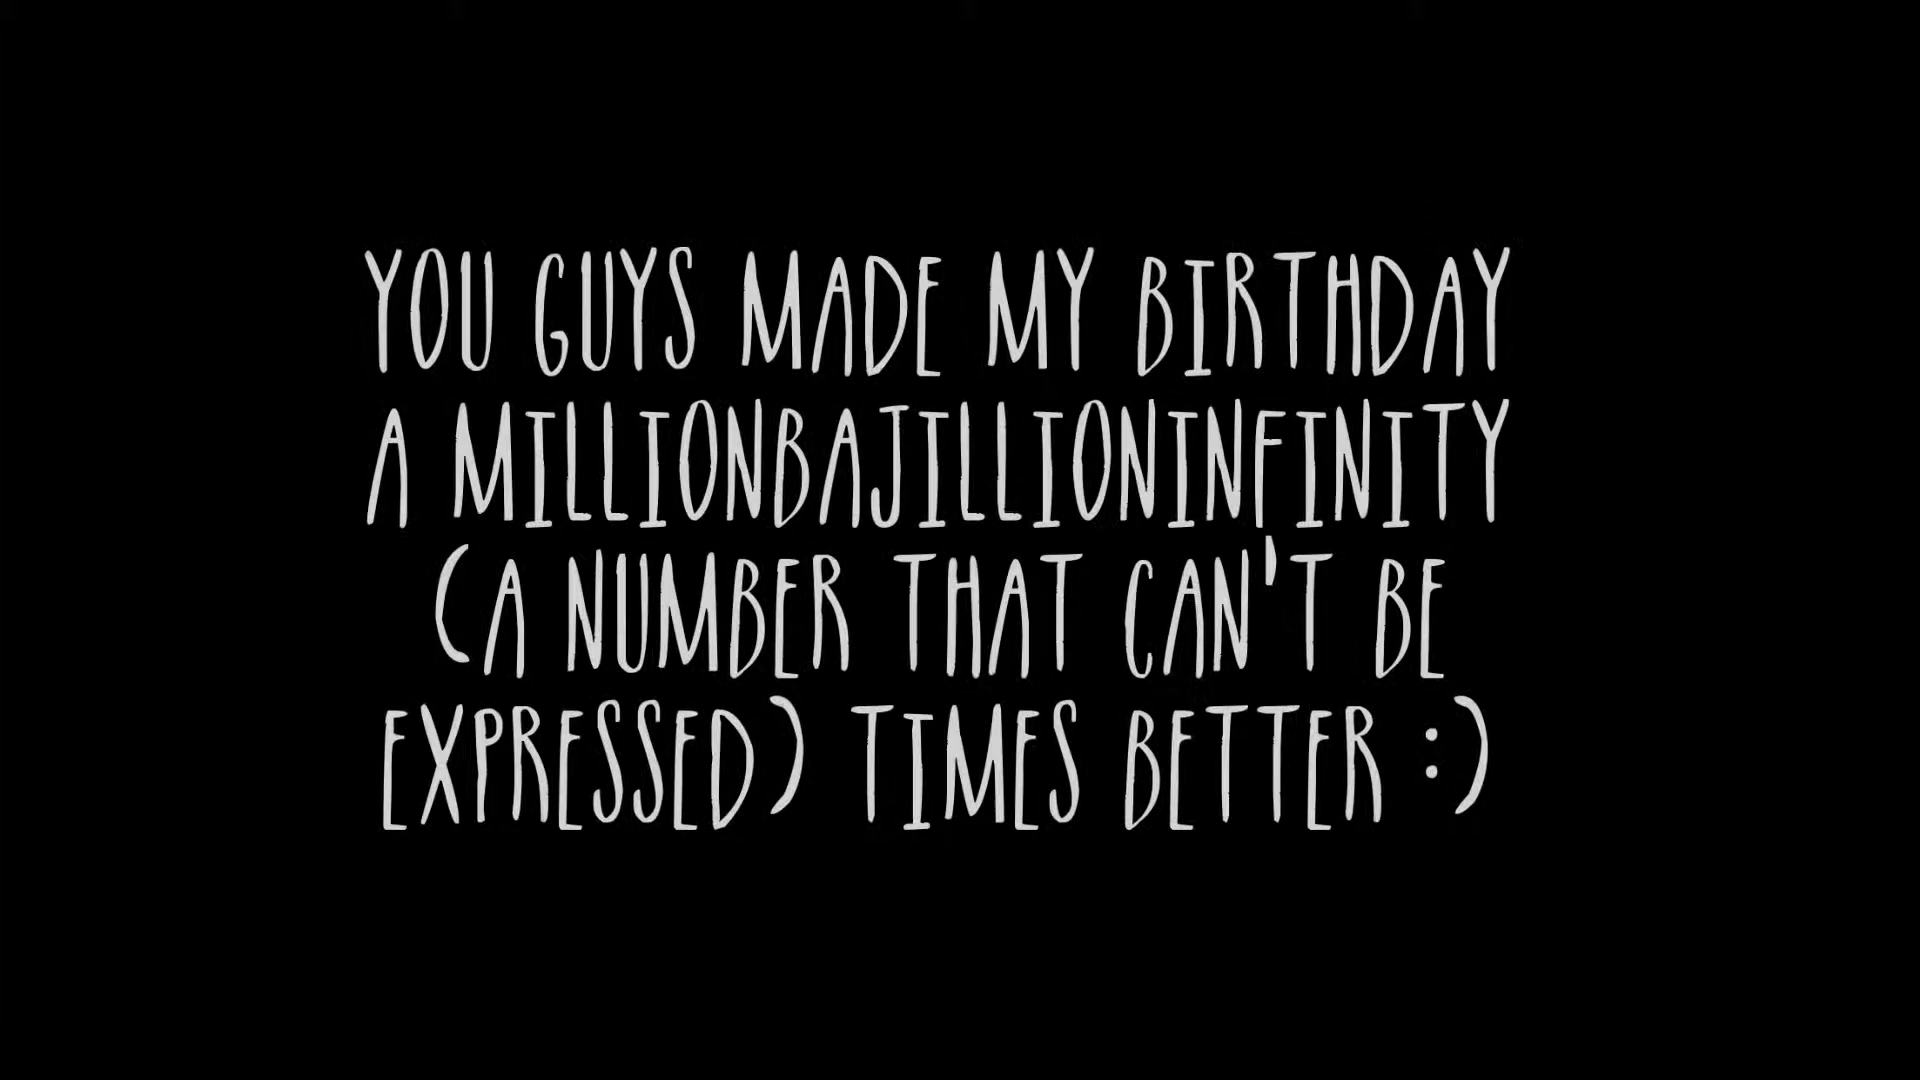 YOU GUYS MADE MY BIRTHDAY
A MILLIONBAJILLIONINFINITY
(A NUMBER THAT CAN'T BE
EXPRESSED) TIMES BETTER :)